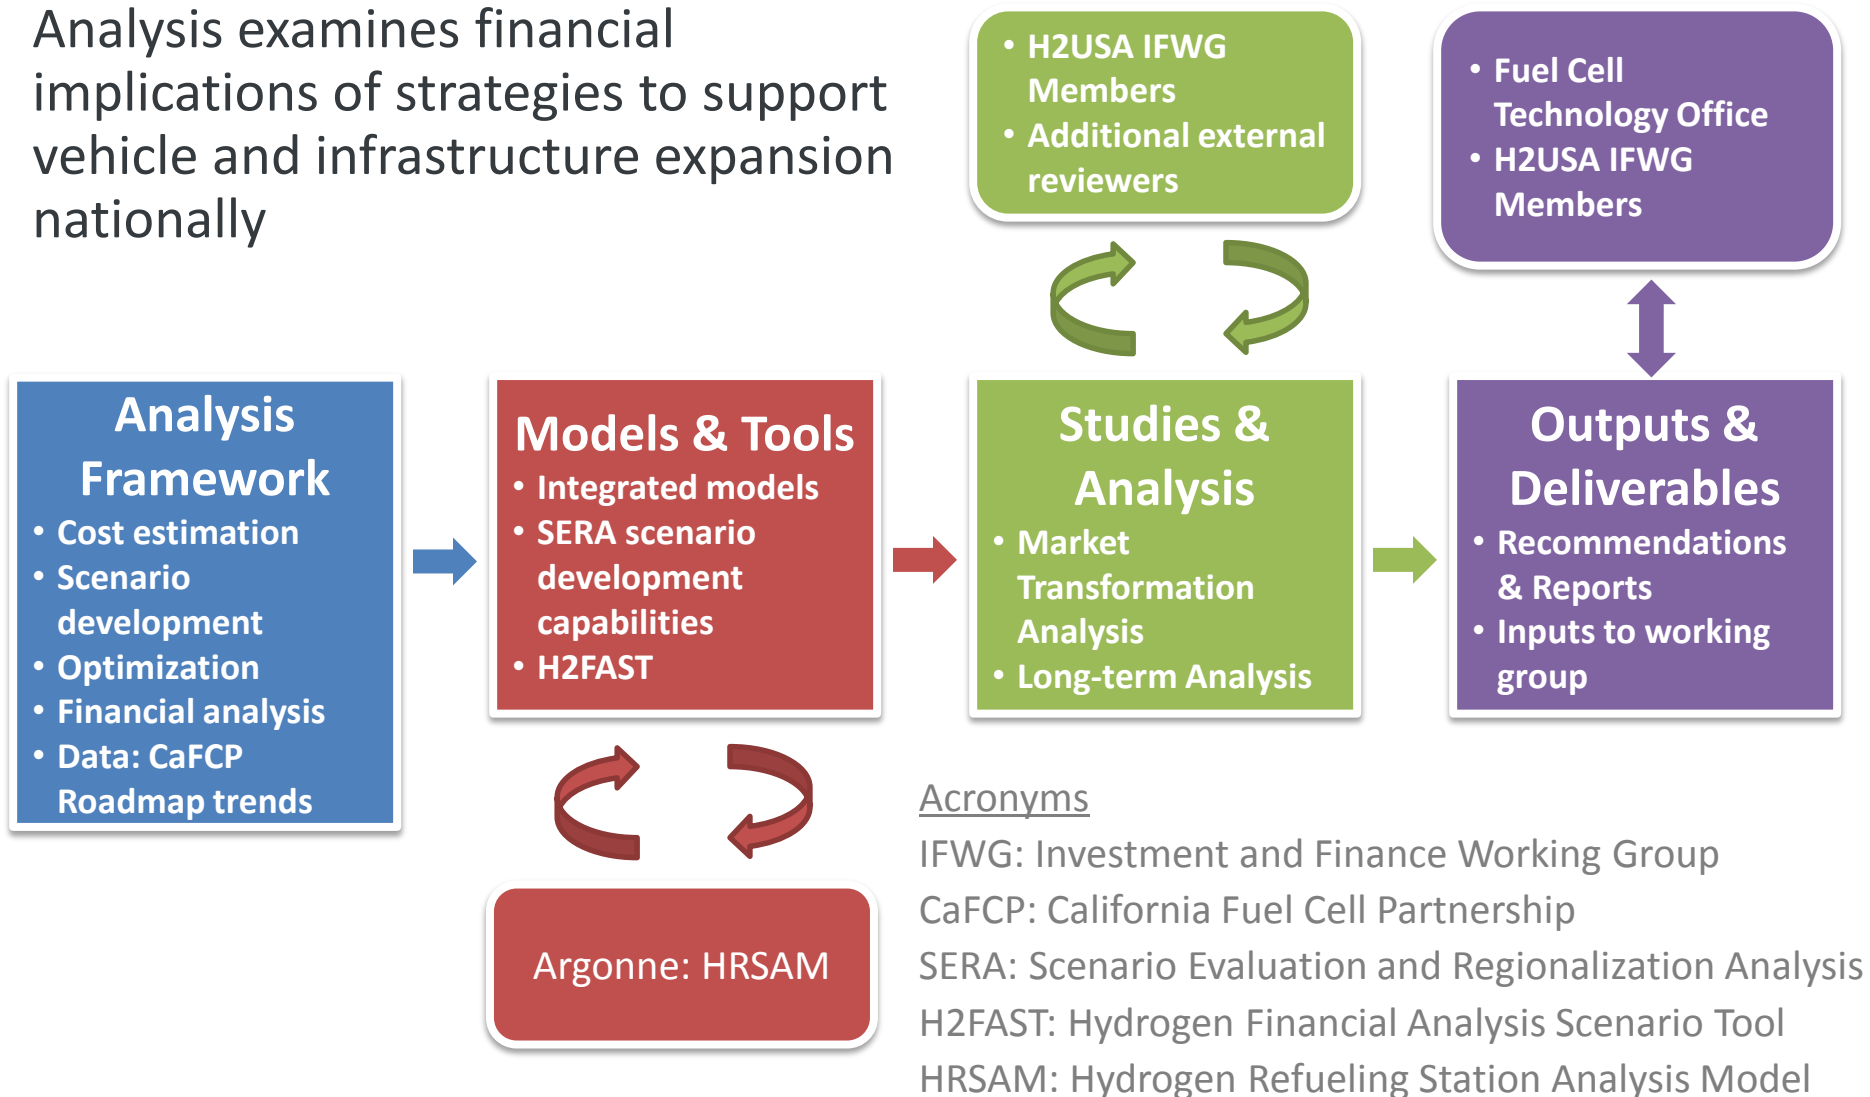 Analysis examines financial
implications of strategies to support
vehicle and infrastructure expansion
nationally
• H2USA IFWG
Members
• Additional external
reviewers
• Fuel Cell
Technology Office
• H2USA IFWG
Members
Analysis
Framework
• Cost estimation
• Scenario
development
• Optimization
• Financial analysis
• Data: CaFCP
Roadmap trends
Models & Tools
• Integrated models
• SERA scenario
development
capabilities
• H2FAST
Studies &
Analysis
• Market
Transformation
Analysis
• Long-term Analysis
Outputs &
Deliverables
• Recommendations
& Reports
• Inputs to working
group
Argonne: HRSAM
Acronyms
IFWG: Investment and Finance Working Group
CaFCP: California Fuel Cell Partnership
SERA: Scenario Evaluation and Regionalization Analysis
H2FAST: Hydrogen Financial Analysis Scenario Tool
HRSAM: Hydrogen Refueling Station Analysis Model